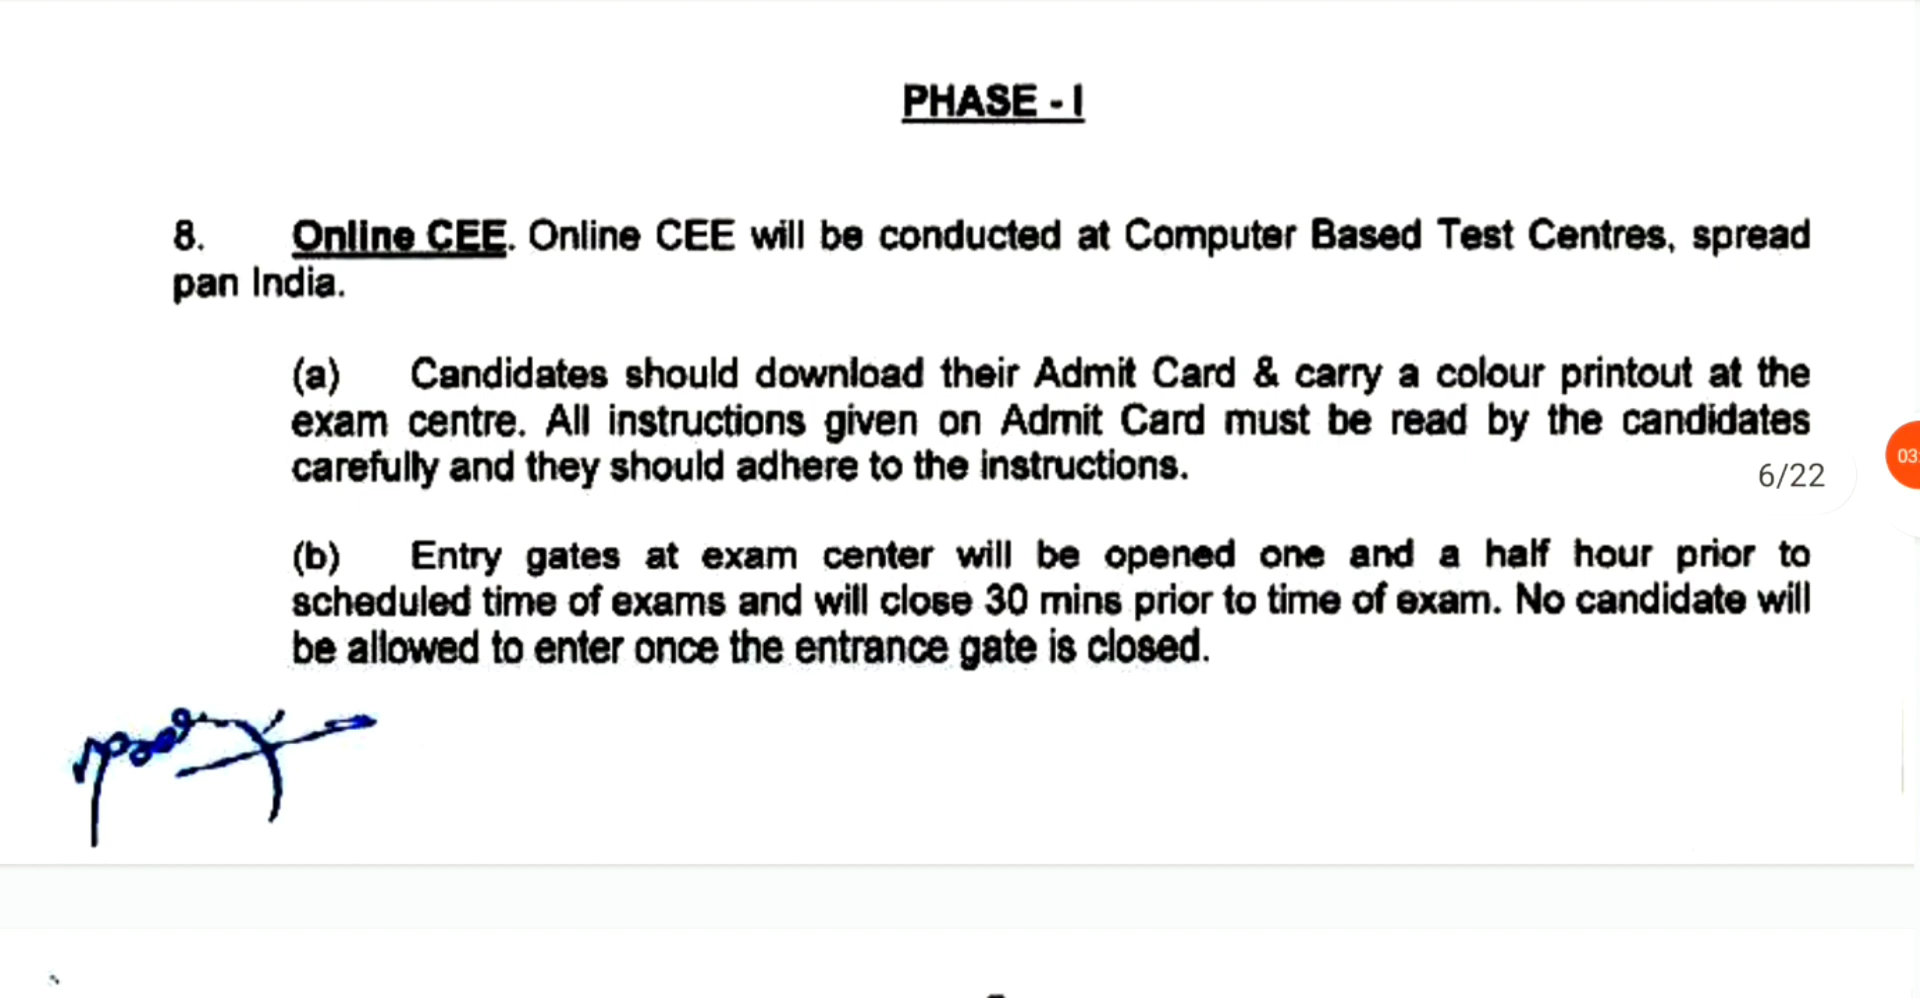 PHASE - I
8. Online CEE. Online CEE will be conducted at Computer Based Test Centres, spread
pan India.
(a) Candidates should download their Admit Card & carry a colour printout at the
exam centre. All instructions given on Admit Card must be read by the candidates
carefully and they should adhere to the instructions.
6/22
03:
(b) Entry gates at exam center will be opened one and a half hour prior to
scheduled time of exams and will close 30 mins prior to time of exam. No candidate will
be allowed to enter once the entrance gate is closed.